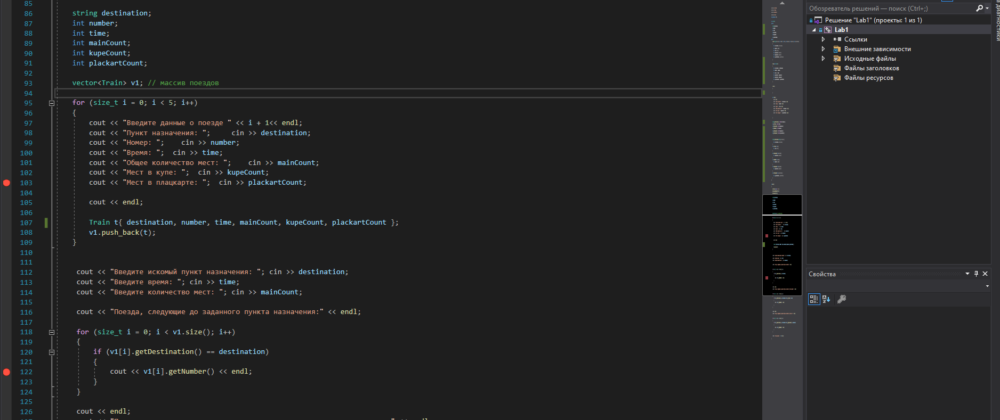 85
86 string destination;
87 int number;
88 int time;
89 int mainCount;
90 int kupeCount;
91 int plackartCount;
92
93 vector<Train> v1; // массив поездов
94
95 for (size_t i = 0; i < 5; i++)
96 {
97 cout << "Введите данные о поезде " << i + 1<< endl;
98 cout << "Пункт назначения: ";     cin >> destination;
99 cout << "Номер: ";    cin >> number;
100 cout << "Время: ";  cin >> time;
101 cout << "Общее количество мест: ";    cin >> mainCount;
102 cout << "Мест в купе: ";  cin >> kupeCount;
103 cout << "Мест в плацкарте: ";  cin >> plackartCount;
104
105 cout << endl;
106
107 Train t{ destination, number, time, mainCount, kupeCount, plackartCount };
108 v1.push_back(t);
109 }
110
111
112 cout << "Введите искомый пункт назначения: "; cin >> destination;
113 cout << "Введите время: "; cin >> time;
114 cout << "Введите количество мест: "; cin >> mainCount;
115
116 cout << "Поезда, следующие до заданного пункта назначения:" << endl;
117
118 for (size_t i = 0; i < v1.size(); i++)
119 {
120 if (v1[i].getDestination() == destination)
121 {
122 cout << v1[i].getNumber() << endl;
123 }
124 }
125
126 cout << endl;
Обозреватель решений — поиск (Ctrl+;)
Решение "Lab1" (проекты: 1 из 1)
Lab1
Ссылки
Внешние зависимости
Исходные файлы
Файлы заголовков
Файлы ресурсов
Свойства
диагностики